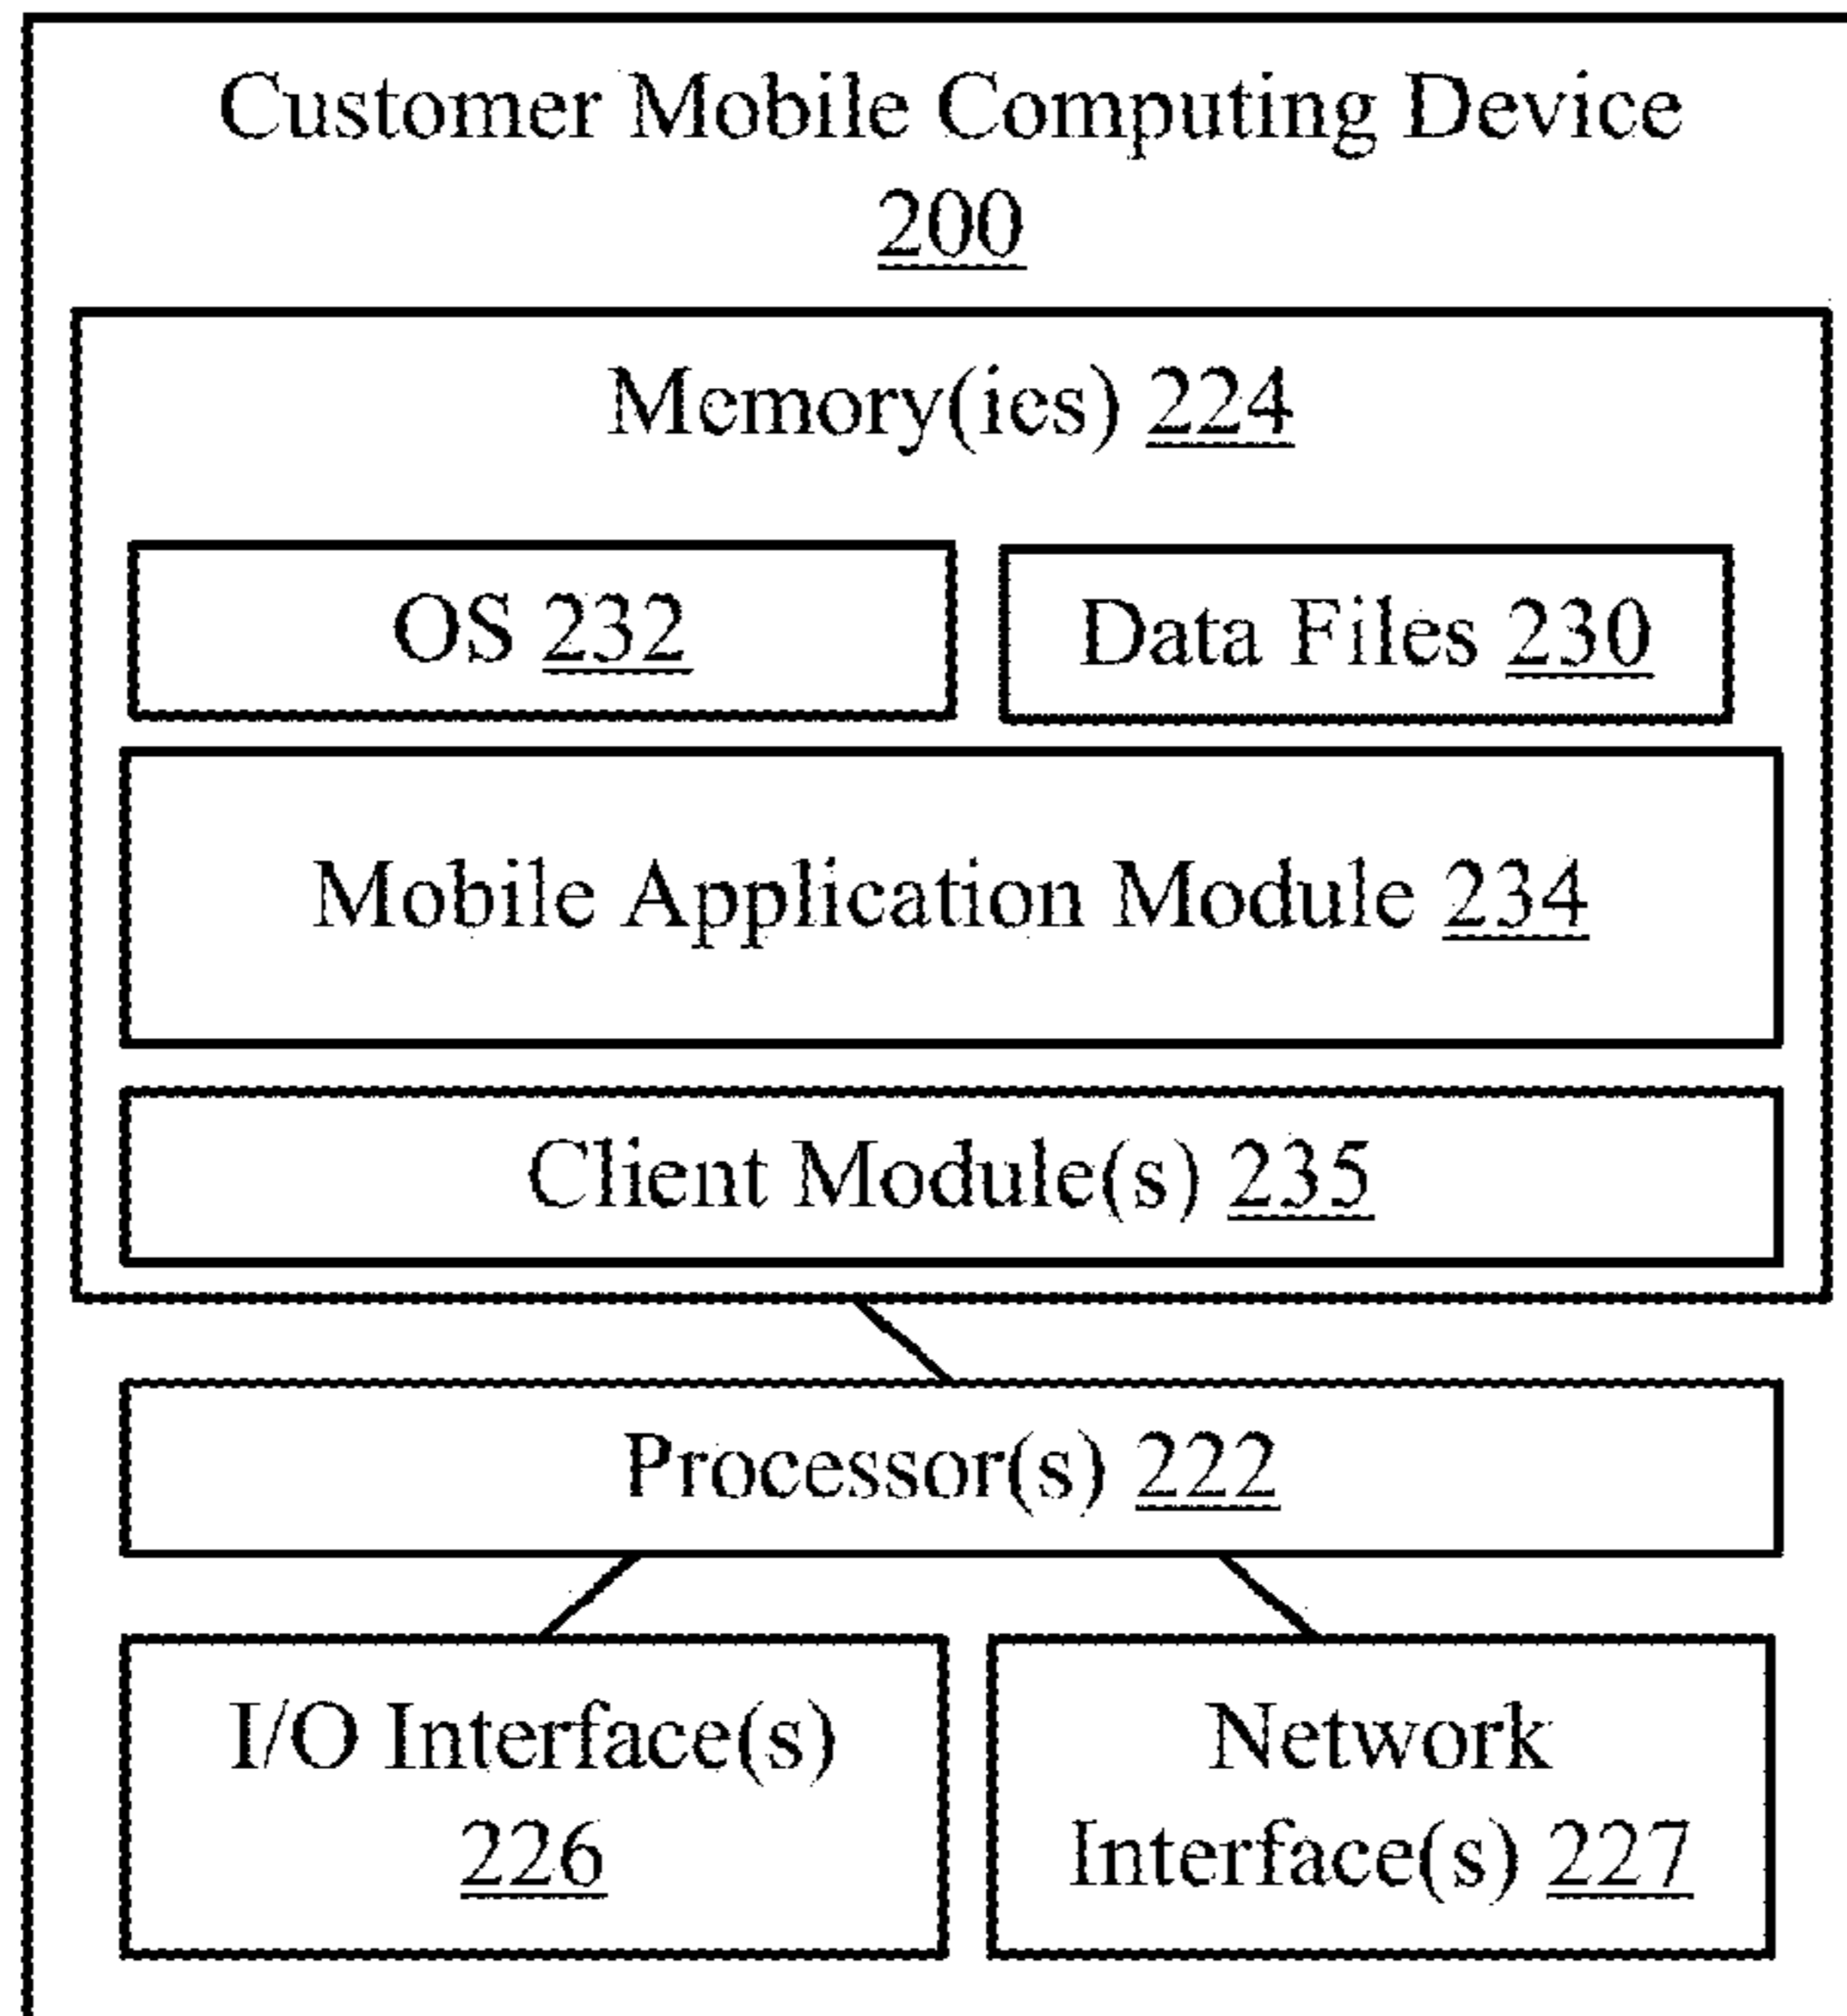 Customer Mobile Computing Device
200
Memory(ies) 224
OS 232
Data Files 230
Mobile Application Module 234
Client Module(s) 235
Processor(s) 222
I/O Interface(s)
226
Network
Interface(s) 227